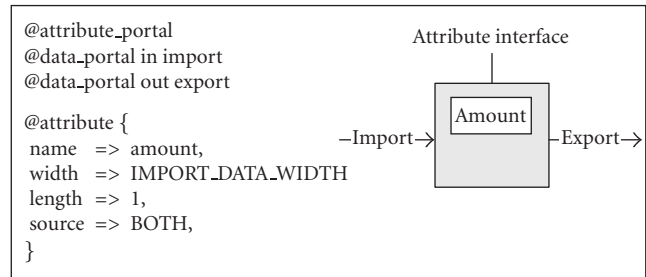 @attribute_portal
@data_portal in import
@data_portal out export
@attribute {
name => amount,
width => IMPORT_DATA_WIDTH
length => 1,
source => BOTH,
}
Attribute interface
Amount
Import
Export